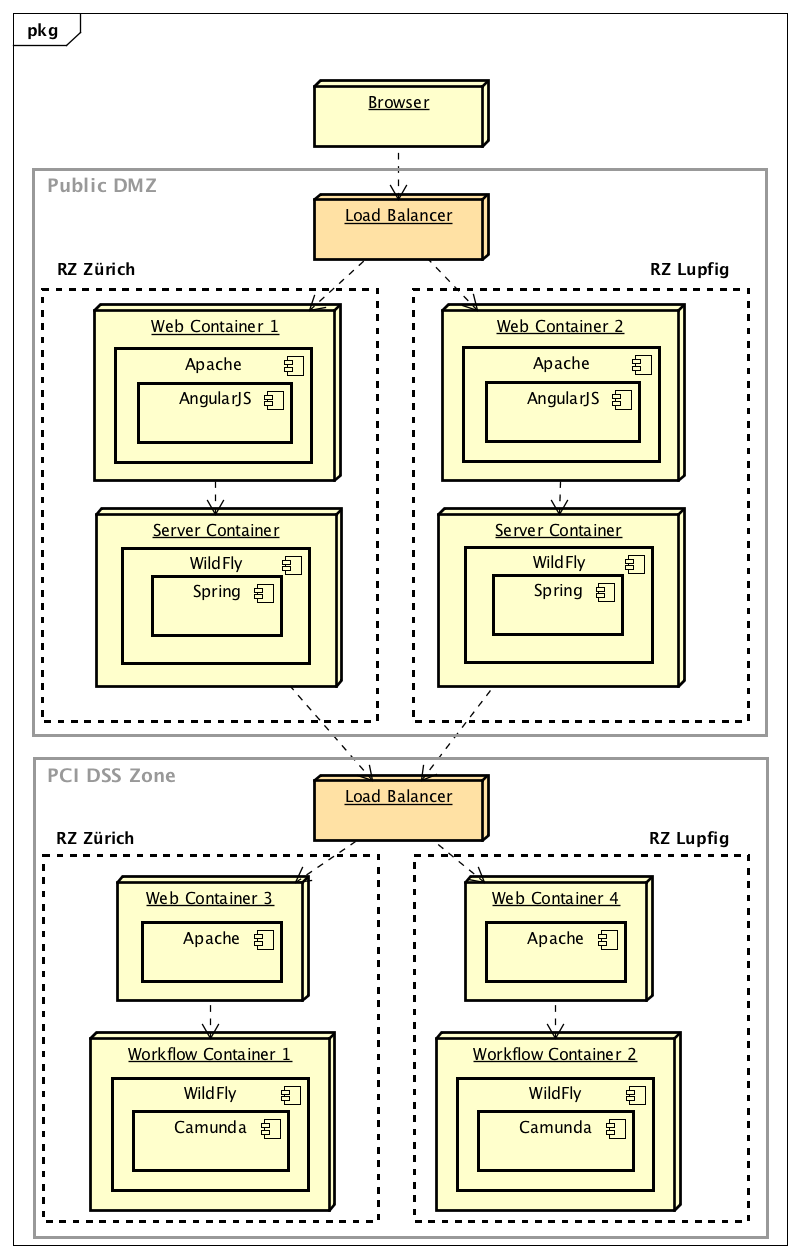 pkg
Browser
Public DMZ
Load Balancer
RZ Zürich
RZ Lupfig
Web Container 1
Apache
AngularJS
Web Container 2
Apache
AngularJS
Server Container
WildFly
Spring
Server Container
WildFly
Spring
PCI DSS Zone
Load Balancer
RZ Zürich
RZ Lupfig
Web Container 3
Apache
Web Container 4
Apache
Workflow Container 1
WildFly
Camunda
Workflow Container 2
WildFly
Camunda